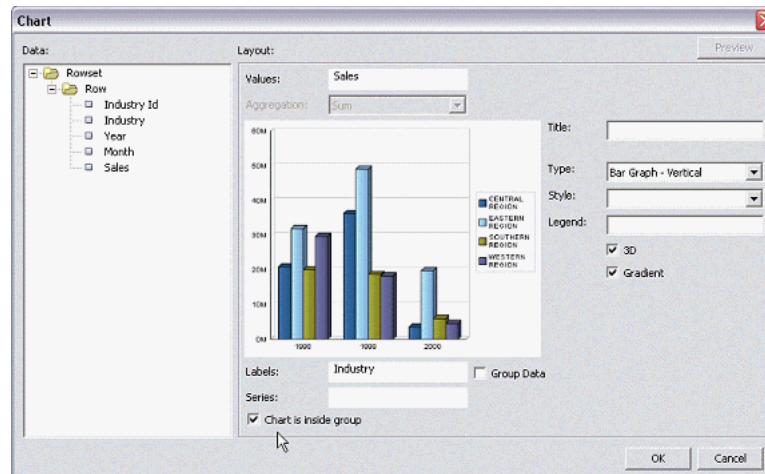 Chart
Data:
Layout:
Preview
Rowset
Row
Industry Id
Industry
Year
Month
Sales
Values:
Sales
Aggregation:
Sum
60M
50M
40M
30M
20M
10M
0M
1998
1999
2000
CENTRAL REGION
EASTERN REGION
SOUTHERN REGION
WESTERN REGION
Title:
Type:
Bar Graph - Vertical
Style:
Legend:
3D
Gradient
Labels:
Industry
Group Data
Series:
Chart is inside group
OK
Cancel